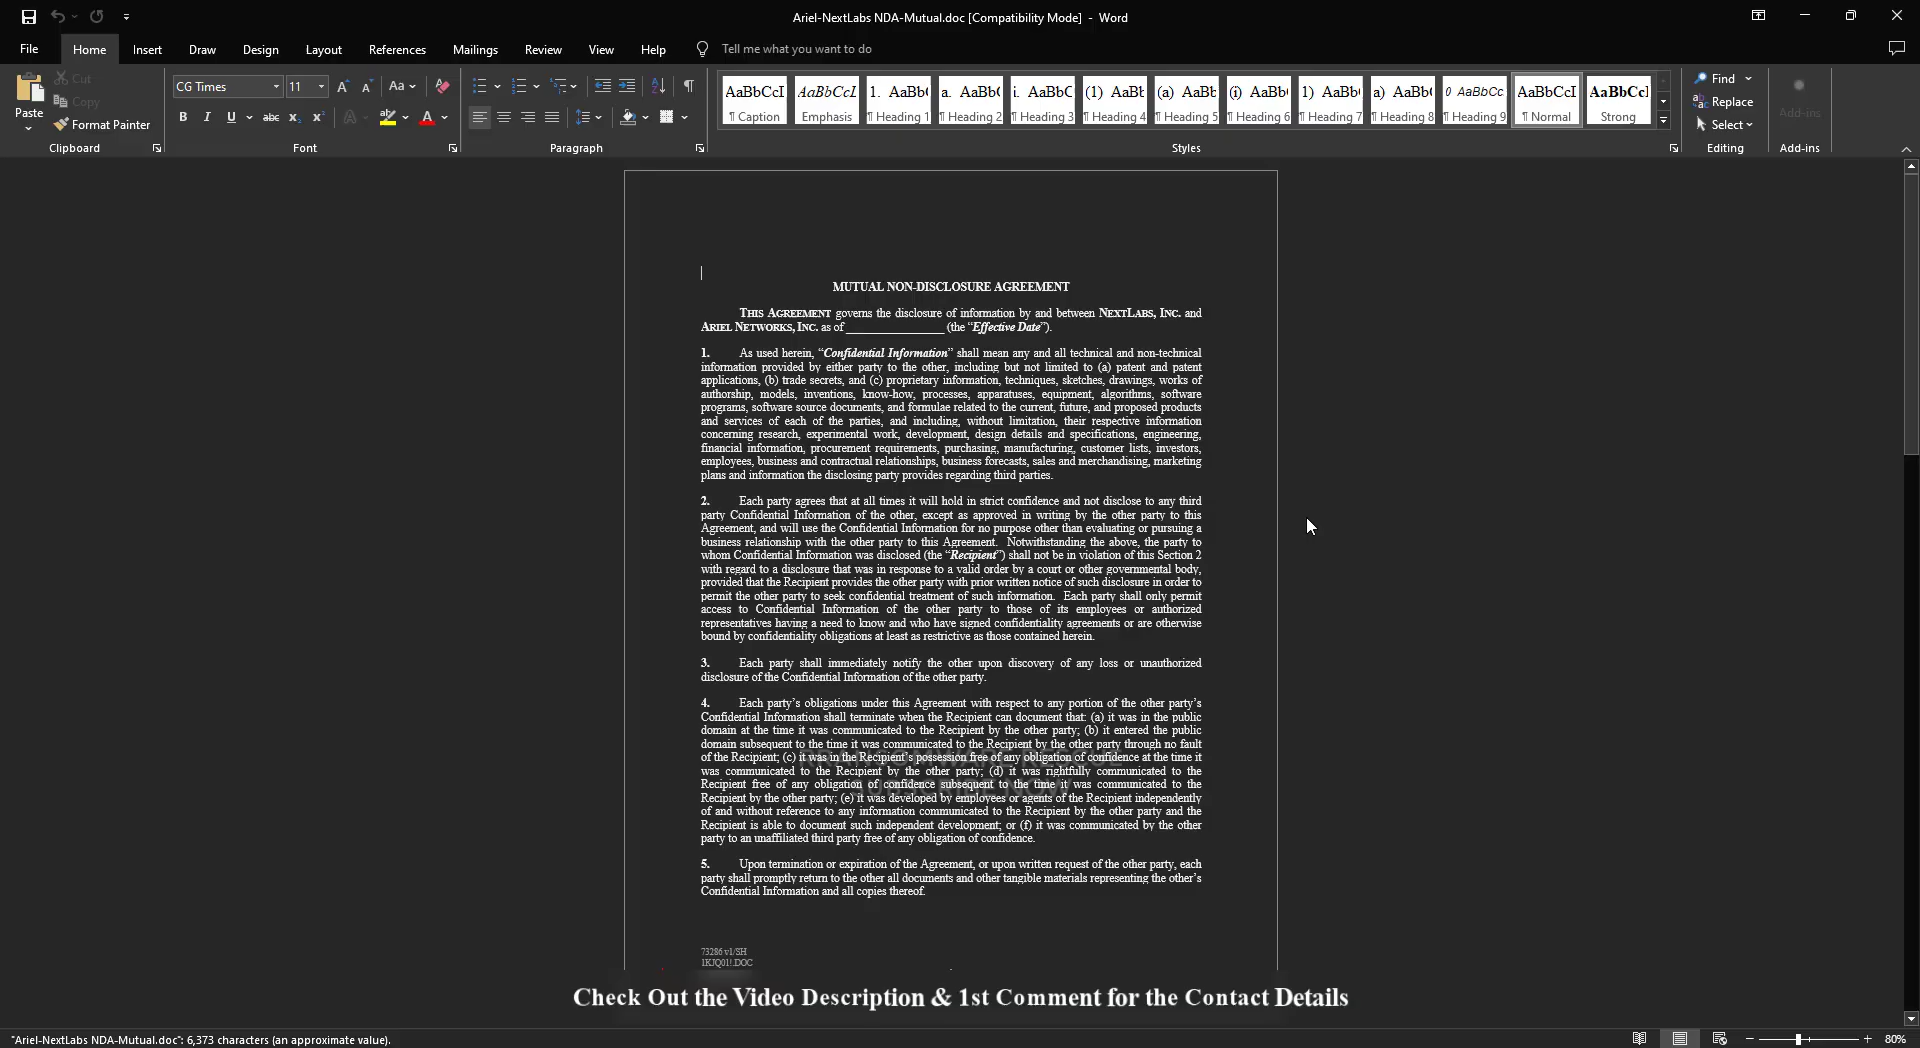 Ariel-NextLabs NDA-Mutual.doc [Compatibility Mode] - Word
File Home Insert Draw Design Layout References Mailings Review View Help Tell me what you want to do
Paste
Cut
Copy
Format Painter
Clipboard
CG Times 11
Aa
B I U abc x₂ x² A A
Font
Paragraph
AaBbCcI AaBbCcI 1. AaBb( a. AaBb( i. AaBbC (1) AaBt (a) AaBt (i) AaBb( 1) AaBb( a) AaBb( 0 AaBbCc. AaBbCcI AaBbCcI
¶ Caption Emphasis ¶ Heading 1 ¶ Heading 2 ¶ Heading 3 ¶ Heading 4 ¶ Heading 5 ¶ Heading 6 ¶ Heading 7 ¶ Heading 8 ¶ Heading 9 ¶ Normal Strong
Styles
Find
Replace
Select
Editing
Add-ins
Add-ins
MUTUAL NON-DISCLOSURE AGREEMENT
THIS AGREEMENT governs the disclosure of information by and between NEXTLABS, INC. and
ARIEL NETWORKS, INC. as of ________________ (the “Effective Date”).
1. As used herein, “Confidential Information” shall mean any and all technical and non-technical
information provided by either party to the other, including but not limited to (a) patent and patent
applications, (b) trade secrets, and (c) proprietary information, techniques, sketches, drawings, works of
authorship, models, inventions, know-how, processes, apparatuses, equipment, algorithms, software
programs, software source documents, and formulae related to the current, future, and proposed products
and services of each of the parties, and including, without limitation, their respective information
concerning research, experimental work, development, design details and specifications, engineering,
financial information, procurement requirements, purchasing, manufacturing, customer lists, investors,
employees, business and contractual relationships, business forecasts, sales and merchandising, marketing
plans and information the disclosing party provides regarding third parties.
2. Each party agrees that at all times it will hold in strict confidence and not disclose to any third
party Confidential Information of the other, except as approved in writing by the other party to this
Agreement, and will use the Confidential Information for no purpose other than evaluating or pursuing a
business relationship with the other party to this Agreement. Notwithstanding the above, the party to
whom Confidential Information was disclosed (the “Recipient”) shall not be in violation of this Section 2
with regard to a disclosure that was in response to a valid order by a court or other governmental body,
provided that the Recipient provides the other party with prior written notice of such disclosure in order to
permit the other party to seek confidential treatment of such information. Each party shall only permit
access to Confidential Information of the other party to those of its employees or authorized
representatives having a need to know and who have signed confidentiality agreements or are otherwise
bound by confidentiality obligations at least as restrictive as those contained herein.
3. Each party shall immediately notify the other upon discovery of any loss or unauthorized
disclosure of the Confidential Information of the other party.
4. Each party’s obligations under this Agreement with respect to any portion of the other party’s
Confidential Information shall terminate when the Recipient can document that: (a) it was in the public
domain at the time it was communicated to the Recipient by the other party; (b) it entered the public
domain subsequent to the time it was communicated to the Recipient by the other party through no fault
of the Recipient; (c) it was in the Recipient’s possession free of any obligation of confidence at the time it
was communicated to the Recipient by the other party; (d) it was rightfully communicated to the
Recipient free of any obligation of confidence subsequent to the time it was communicated to the
Recipient by the other party; (e) it was developed by employees or agents of the Recipient independently
of and without reference to any information communicated to the Recipient by the other party and the
Recipient is able to document such independent development; or (f) it was communicated by the other
party to an unaffiliated third party free of any obligation of confidence.
RRANSOMWARE RESCUE
SUBSCRIBE NOW
5. Upon termination or expiration of the Agreement, or upon written request of the other party, each
party shall promptly return to the other all documents and other tangible materials representing the other’s
Confidential Information and all copies thereof.
73286 v1/SH
1KJQ01!.DOC
Check Out the Video Description & 1st Comment for the Contact Details
"Ariel-NextLabs NDA-Mutual.doc": 6,373 characters (an approximate value).
80%